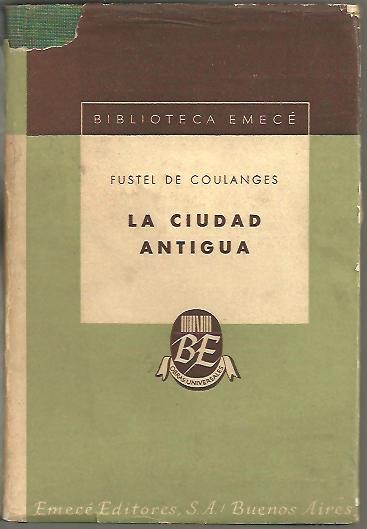 BIBLIOTECA EMECÉ
FUSTEL DE COULANGES
LA CIUDAD
ANTIGUA
BE
OBRAS UNIVERSALES
Emecé Editores, S.A. / Buenos Aires